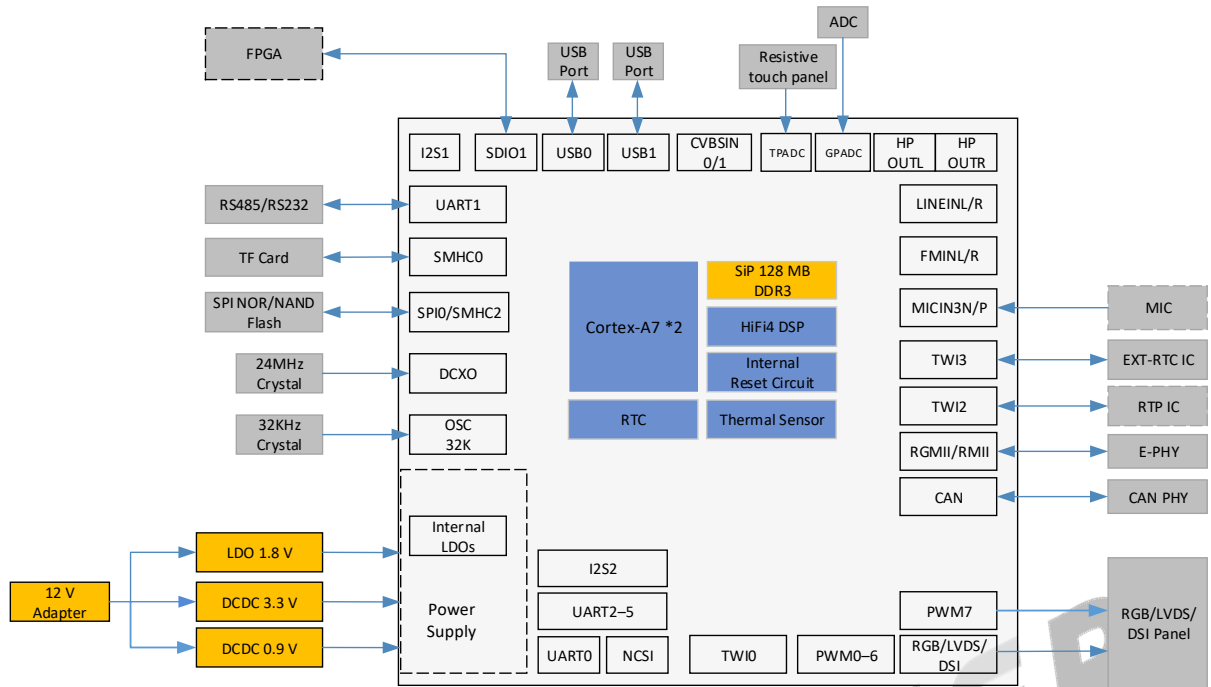 ADC
FPGA
USB
Port
USB
Port
Resistive
touch panel
I2S1
SDIO1
USB0
USB1
CVBSIN
0/1
TPADC
GPADC
HP
OUTL
HP
OUTR
RS485/RS232
UART1
LINEINL/R
TF Card
SMHC0
FMINL/R
SPI NOR/NAND
Flash
SPI0/SMHC2
Cortex-A7 *2
SiP 128 MB
DDR3
HiFi4 DSP
MICIN3N/P
MIC
24MHz
Crystal
DCXO
Internal
Reset Circuit
TWI3
EXT-RTC IC
32KHz
Crystal
OSC
32K
RTC
Thermal Sensor
TWI2
RTP IC
RGMII/RMII
E-PHY
CAN
CAN PHY
Internal
LDOs
LDO 1.8 V
12 V
Adapter
DCDC 3.3 V
DCDC 0.9 V
Power
Supply
I2S2
UART2–5
UART0
NCSI
TWI0
PWM0–6
PWM7
RGB/LVDS/
DSI
RGB/LVDS/
DSI Panel